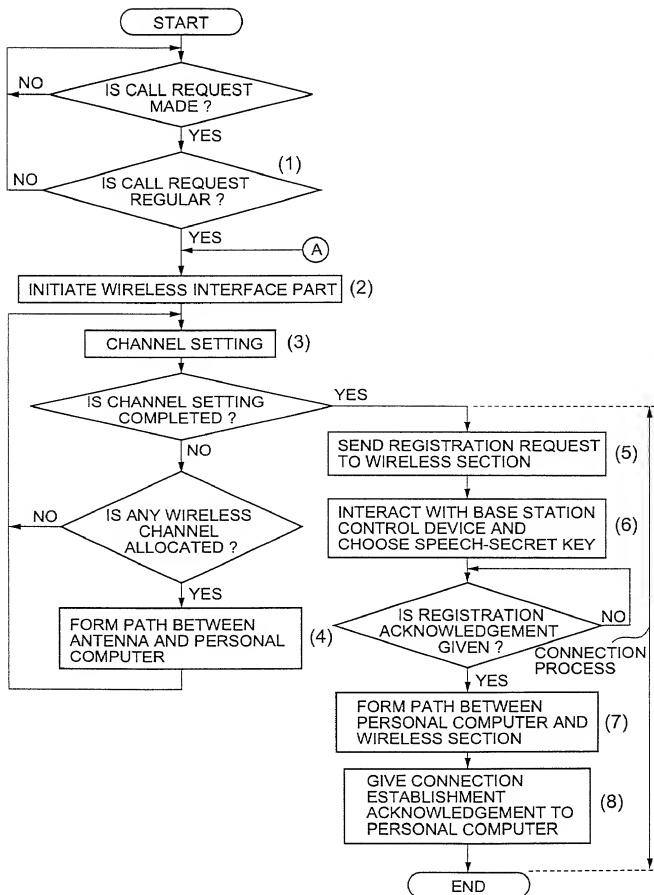 START
NO
IS CALL REQUEST
MADE ?
YES
(1)
NO
IS CALL REQUEST
REGULAR ?
YES
A
INITIATE WIRELESS INTERFACE PART
(2)
CHANNEL SETTING
(3)
YES
IS CHANNEL SETTING
COMPLETED ?
NO
SEND REGISTRATION REQUEST
TO WIRELESS SECTION
(5)
NO
IS ANY WIRELESS
CHANNEL
ALLOCATED ?
INTERACT WITH BASE STATION
CONTROL DEVICE AND
CHOOSE SPEECH-SECRET KEY
(6)
YES
FORM PATH BETWEEN
ANTENNA AND PERSONAL
COMPUTER
(4)
IS REGISTRATION
ACKNOWLEDGEMENT
GIVEN ?
NO
CONNECTION
PROCESS
YES
FORM PATH BETWEEN
PERSONAL COMPUTER AND
WIRELESS SECTION
(7)
GIVE CONNECTION
ESTABLISHMENT
ACKNOWLEDGEMENT TO
PERSONAL COMPUTER
(8)
END